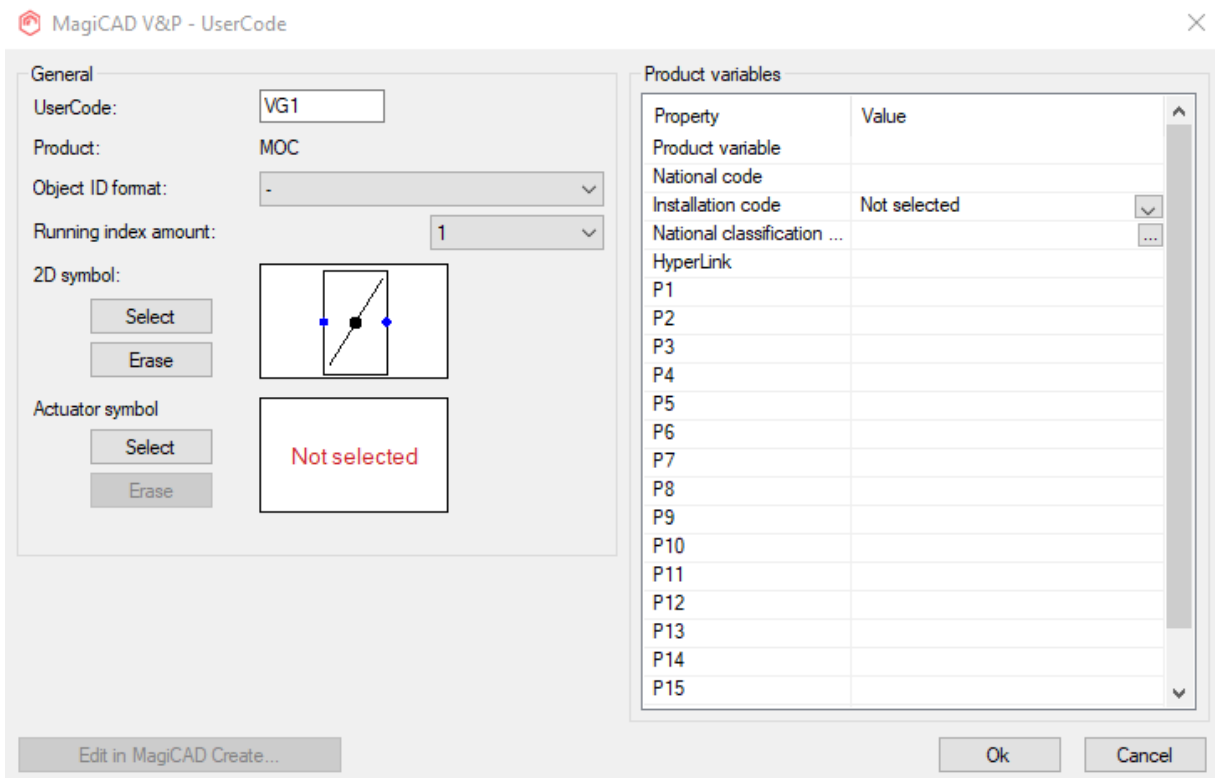 MagiCAD V&P - UserCode
General
UserCode:
VG1
Product:
MOC
Object ID format:
-
Running index amount:
1
2D symbol:
Select
Erase
Actuator symbol
Select
Erase
Not selected
Product variables
Property Value
Product variable
National code
Installation code Not selected
National classification ... ...
HyperLink
P1
P2
P3
P4
P5
P6
P7
P8
P9
P10
P11
P12
P13
P14
P15
Edit in MagiCAD Create...
Ok
Cancel